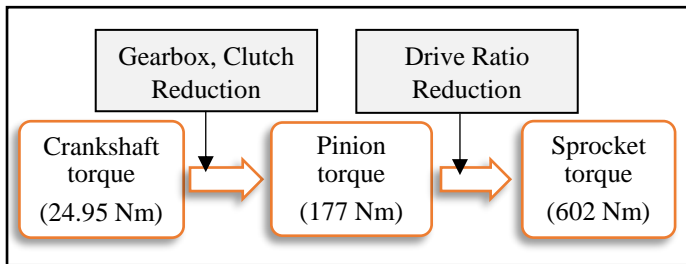 Gearbox, Clutch
Reduction
Drive Ratio
Reduction
Crankshaft
torque
(24.95 Nm)
Pinion
torque
(177 Nm)
Sprocket
torque
(602 Nm)